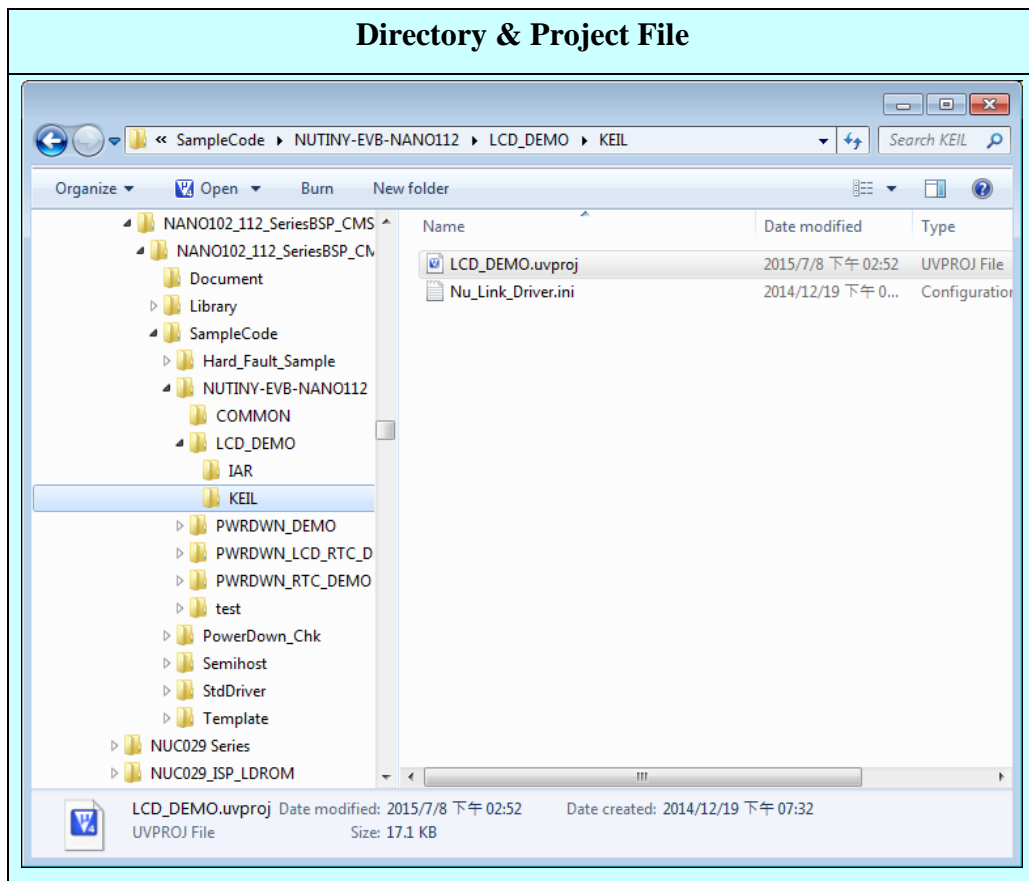 Directory & Project File
« SampleCode ▸ NUTINY-EVB-NANO112 ▸ LCD_DEMO ▸ KEIL
Search KEIL
Organize ▾ Open ▾ Burn New folder
NANO102_112_SeriesBSP_CMS
NANO102_112_SeriesBSP_CM
Document
Library
SampleCode
Hard_Fault_Sample
NUTINY-EVB-NANO112
COMMON
LCD_DEMO
IAR
KEIL
PWRDWN_DEMO
PWRDWN_LCD_RTC_D
PWRDWN_RTC_DEMO
test
PowerDown_Chk
Semihost
StdDriver
Template
NUC029 Series
NUC029_ISP_LDROM
Name Date modified Type
LCD_DEMO.uvproj 2015/7/8 下午 02:52 UVPROJ File
Nu_Link_Driver.ini 2014/12/19 下午 0... Configuration
LCD_DEMO.uvproj Date modified: 2015/7/8 下午 02:52 Date created: 2014/12/19 下午 07:32
UVPROJ File Size: 17.1 KB